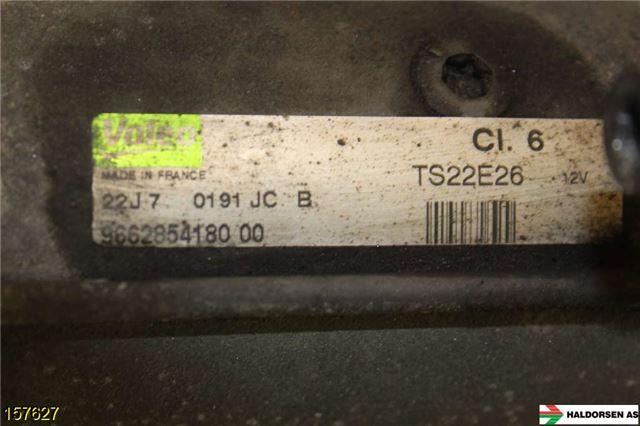 Valeo
MADE IN FRANCE
Cl. 6
TS22E26 12V
22J 7 0191 JC B
9662854180 00
157627
HALDORSEN AS